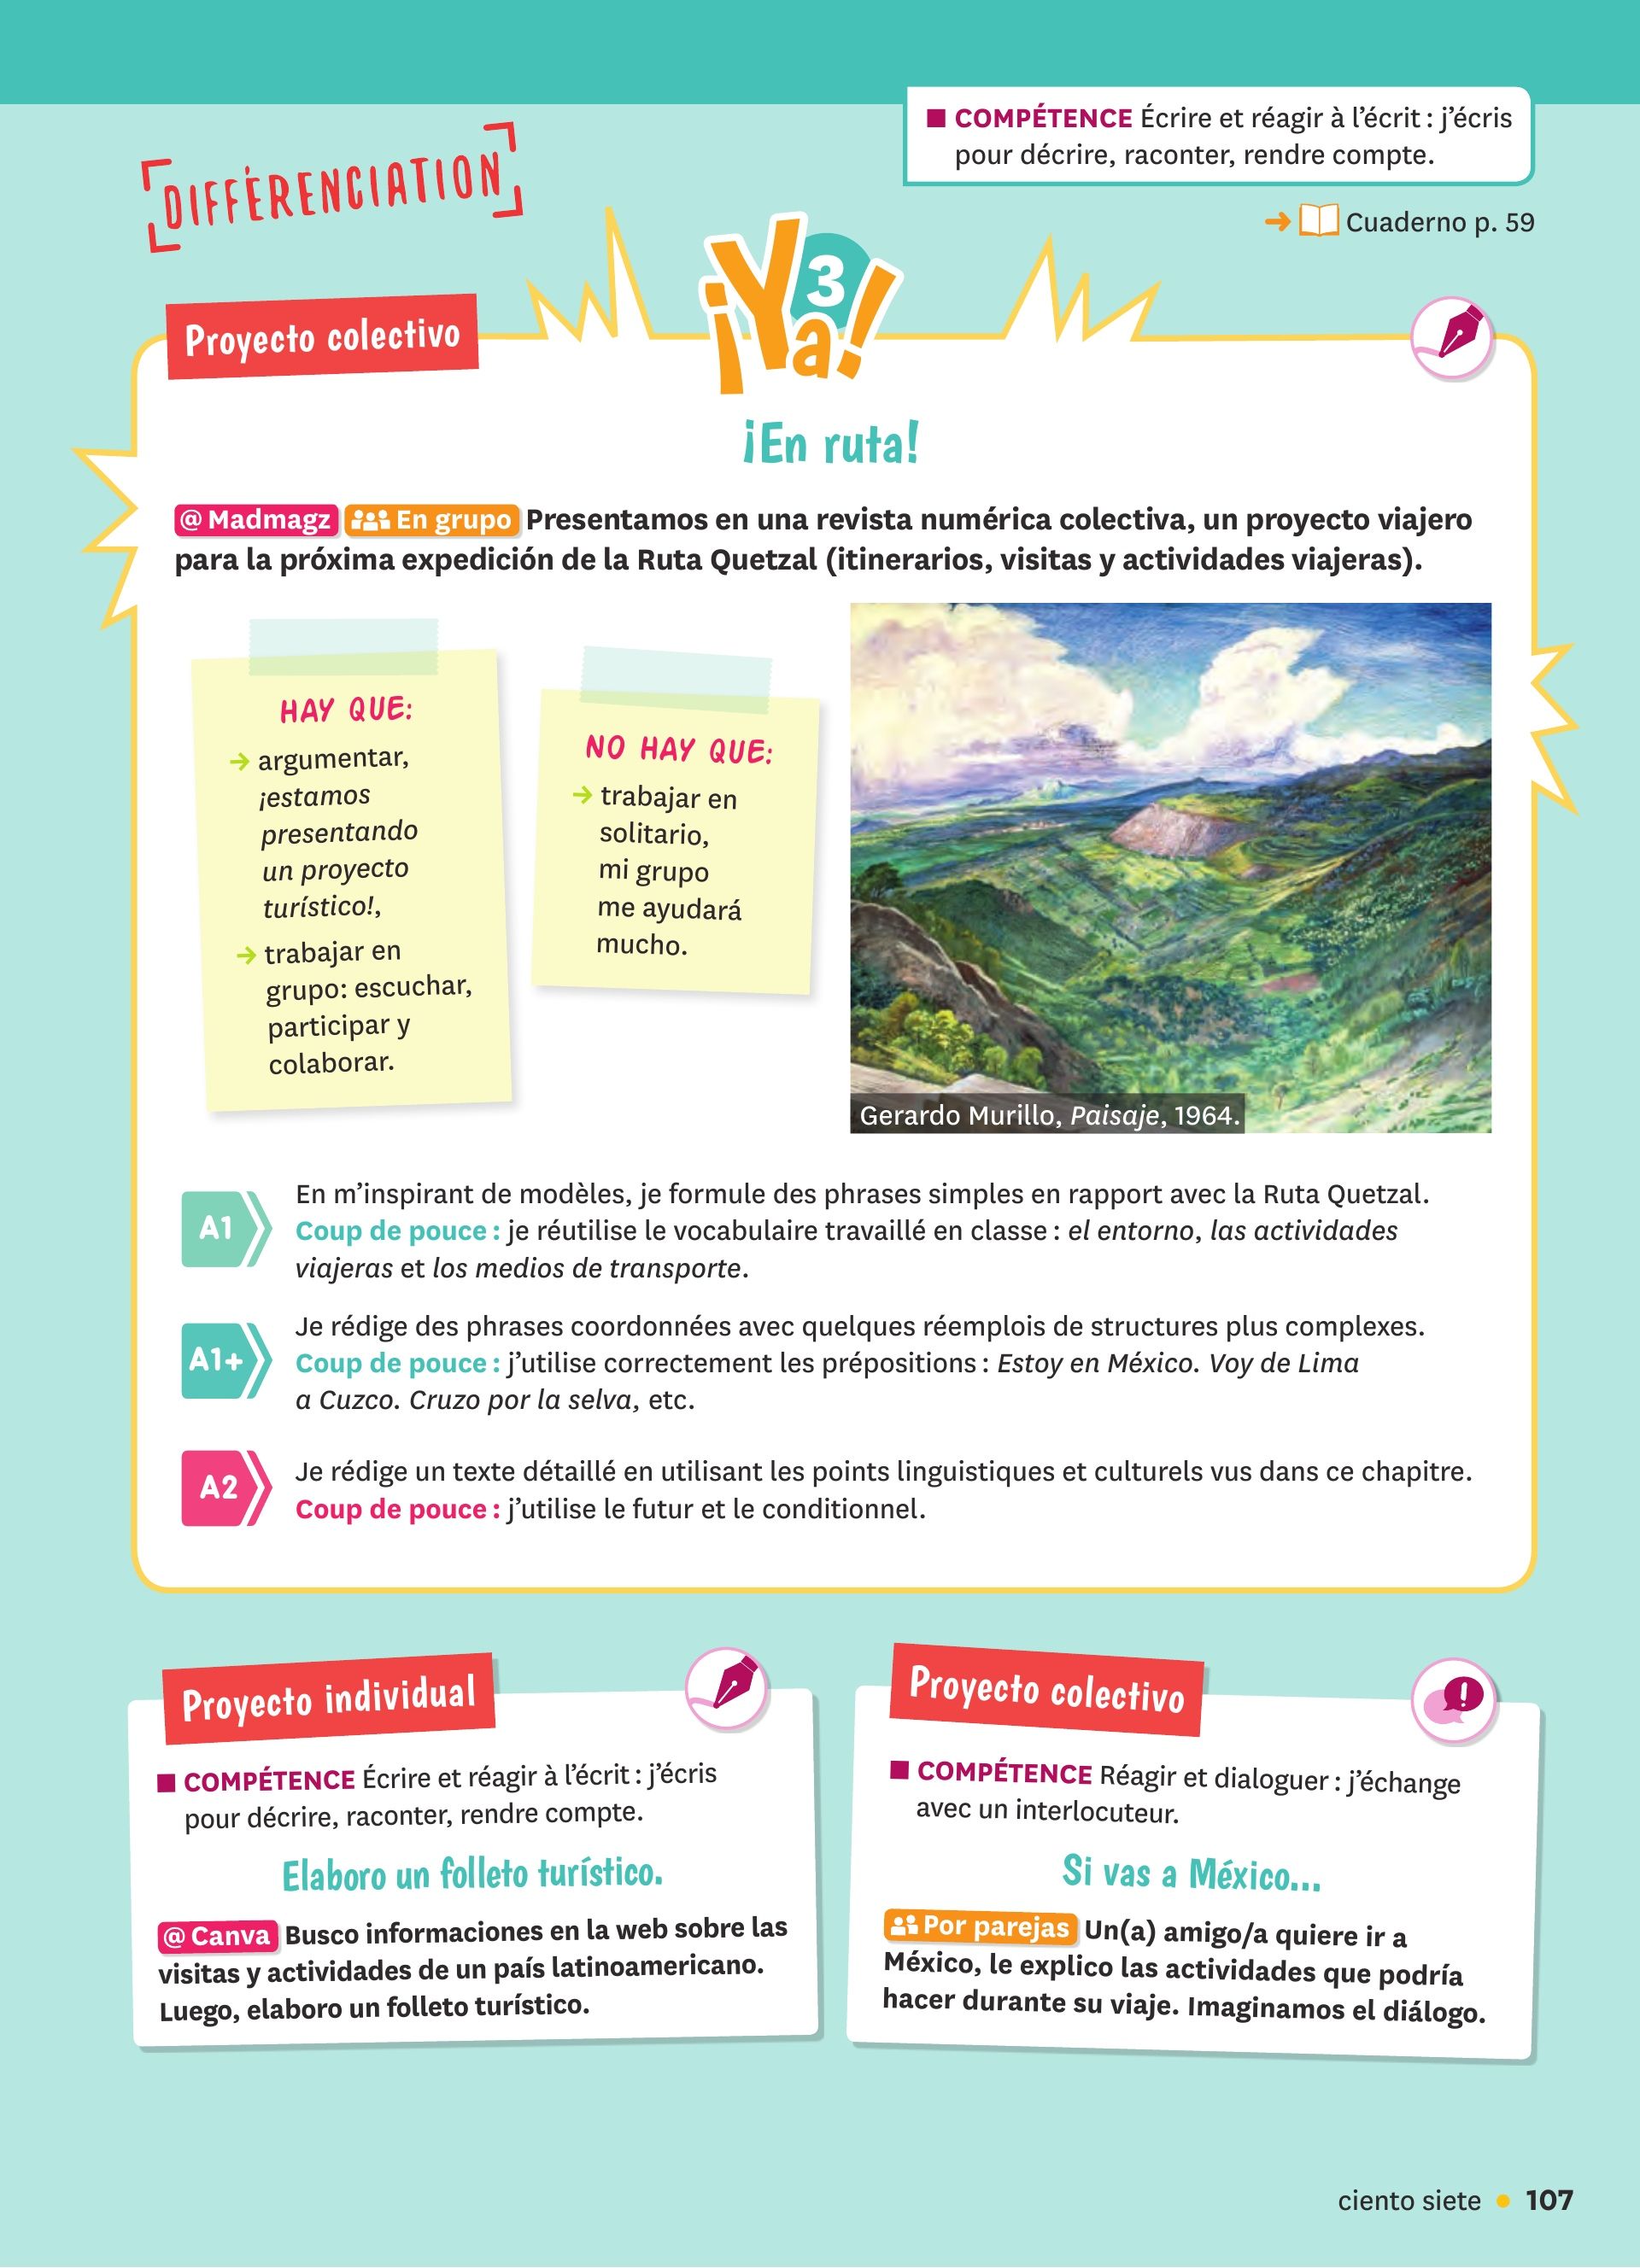 ■ COMPÉTENCE Écrire et réagir à l'écrit : j'écris
pour décrire, raconter, rendre compte.
DIFFÉRENCIATION
➜ Cuaderno p. 59
¡Ya! 3
Proyecto colectivo
¡En ruta!
@ Madmagz En grupo Presentamos en una revista numérica colectiva, un proyecto viajero
para la próxima expedición de la Ruta Quetzal (itinerarios, visitas y actividades viajeras).
HAY QUE:
→ argumentar,
¡estamos
presentando
un proyecto
turístico!,
→ trabajar en
grupo: escuchar,
participar y
colaborar.
NO HAY QUE:
→ trabajar en
solitario,
mi grupo
me ayudará
mucho.
Gerardo Murillo, Paisaje, 1964.
A1
En m'inspirant de modèles, je formule des phrases simples en rapport avec la Ruta Quetzal.
Coup de pouce : je réutilise le vocabulaire travaillé en classe : el entorno, las actividades
viajeras et los medios de transporte.
A1+
Je rédige des phrases coordonnées avec quelques réemplois de structures plus complexes.
Coup de pouce : j'utilise correctement les prépositions : Estoy en México. Voy de Lima
a Cuzco. Cruzo por la selva, etc.
A2
Je rédige un texte détaillé en utilisant les points linguistiques et culturels vus dans ce chapitre.
Coup de pouce : j'utilise le futur et le conditionnel.
Proyecto individual
■ COMPÉTENCE Écrire et réagir à l'écrit : j'écris
pour décrire, raconter, rendre compte.
Elaboro un folleto turístico.
@ Canva Busco informaciones en la web sobre las
visitas y actividades de un país latinoamericano.
Luego, elaboro un folleto turístico.
Proyecto colectivo
■ COMPÉTENCE Réagir et dialoguer : j'échange
avec un interlocuteur.
Si vas a México...
Por parejas Un(a) amigo/a quiere ir a
México, le explico las actividades que podría
hacer durante su viaje. Imaginamos el diálogo.
ciento siete • 107